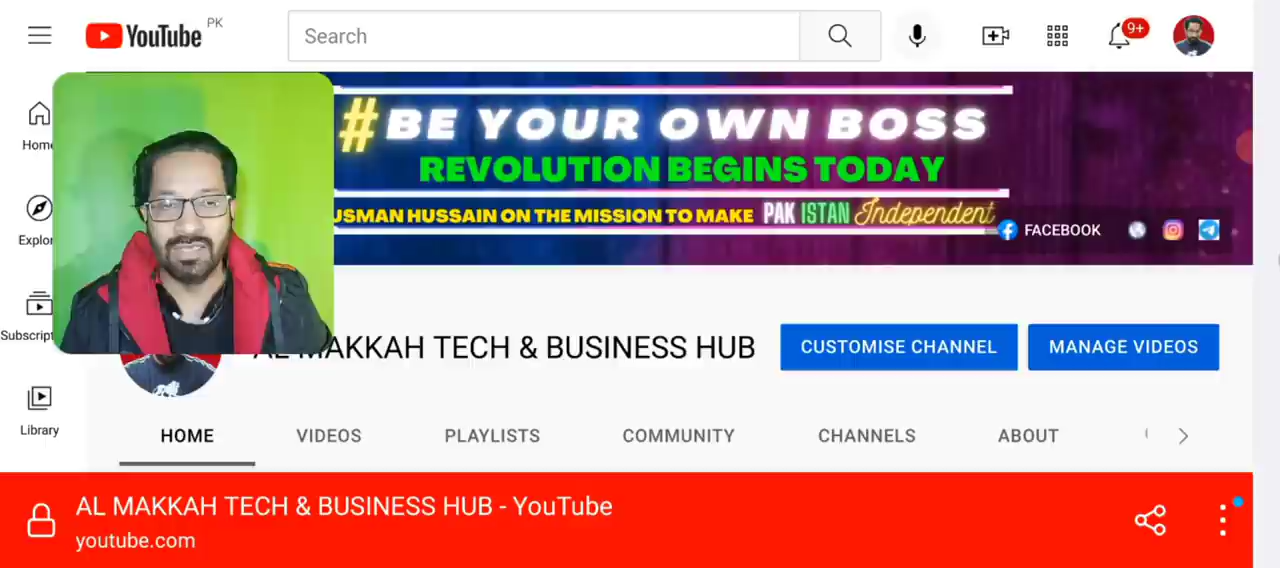 YouTube PK
Search
9+
Home
Explor
Subscript
Library
#BE YOUR OWN BOSS
REVOLUTION BEGINS TODAY
USMAN HUSSAIN ON THE MISSION TO MAKE PAKISTAN Independent
FACEBOOK
AL MAKKAH TECH & BUSINESS HUB
CUSTOMISE CHANNEL
MANAGE VIDEOS
HOME
VIDEOS
PLAYLISTS
COMMUNITY
CHANNELS
ABOUT
AL MAKKAH TECH & BUSINESS HUB - YouTube
youtube.com